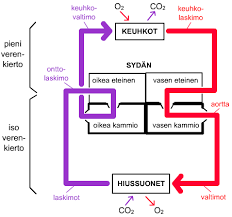 keuhko-
valtimo
O₂
CO₂
keuhko-
laskimo
KEUHKOT
pieni
veren-
kierto
SYDÄN
ontto-
laskimo
oikea eteinen
vasen eteinen
aortta
oikea kammio
vasen kammio
iso
veren-
kierto
laskimot
HIUSSUONET
valtimot
CO₂
O₂